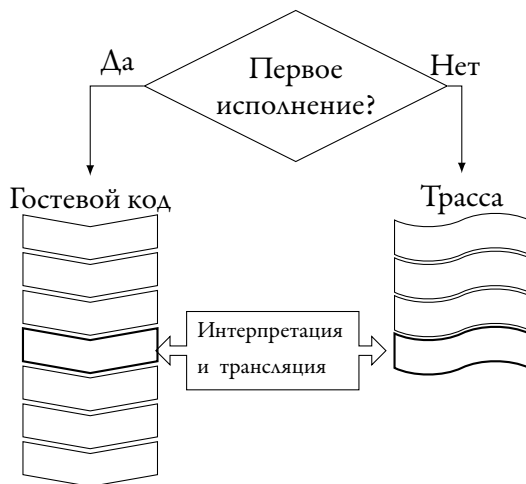 Да
Первое
исполнение?
Нет
Гостевой код
Трасса
Интерпретация
и трансляция